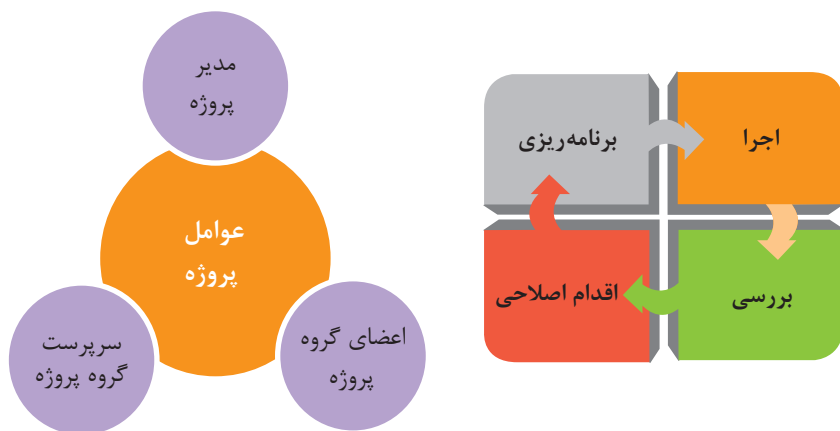 اجرا
برنامه‌ریزی
بررسی
اقدام اصلاحی
مدیر
پروژه
عوامل
پروژه
اعضای گروه
پروژه
سرپرست
گروه پروژه